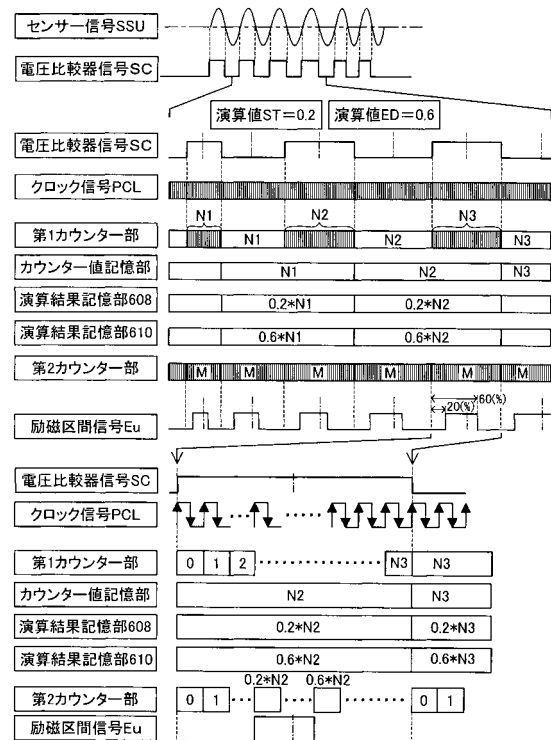 センサー信号SSU
電圧比較器信号SC
演算値ST＝0.2 演算値ED＝0.6
電圧比較器信号SC
クロック信号PCL
N1 N2 N3
第1カウンター部 N1 N2 N3
カウンター値記憶部 N1 N2 N3
演算結果記憶部608 0.2*N1 0.2*N2
演算結果記憶部610 0.6*N1 0.6*N2
第2カウンター部 M M M M M M M
60(%)
20(%)
励磁区間信号Eu
電圧比較器信号SC
クロック信号PCL
第1カウンター部 0 1 2 N3 N3
カウンター値記憶部 N2 N3
演算結果記憶部608 0.2*N2 0.2*N3
演算結果記憶部610 0.6*N2 0.6*N3
0.2*N2 0.6*N2
第2カウンター部 0 1 0 1
励磁区間信号Eu